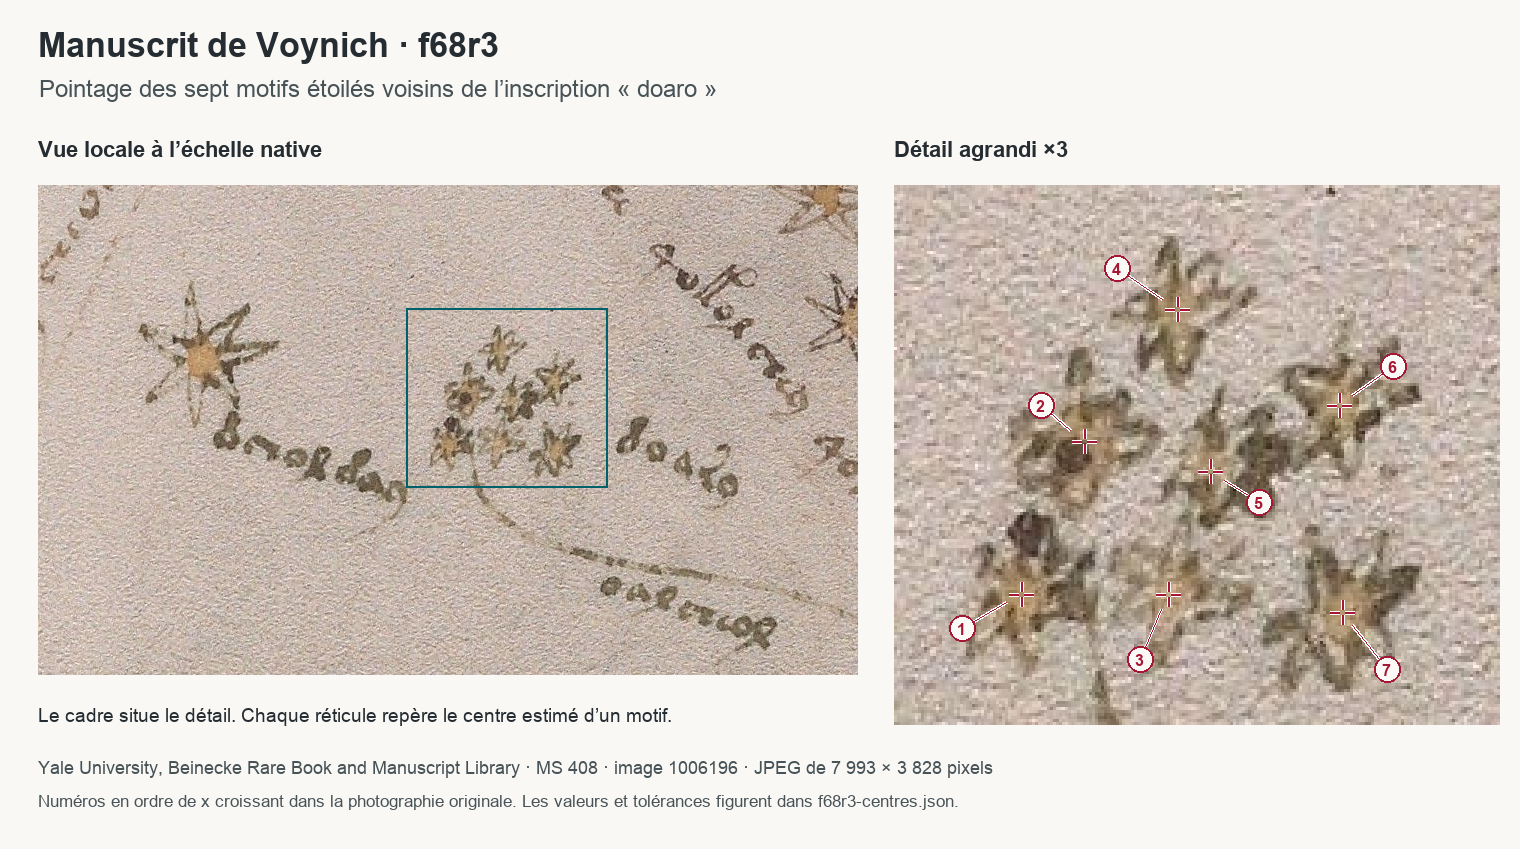 Manuscrit de Voynich · f68r3
Pointage des sept motifs étoilés voisins de l’inscription « doaro »
Vue locale à l’échelle native
Détail agrandi ×3
4
6
2
5
1
3
7
Le cadre situe le détail. Chaque réticule repère le centre estimé d’un motif.
Yale University, Beinecke Rare Book and Manuscript Library · MS 408 · image 1006196 · JPEG de 7 993 × 3 828 pixels
Numéros en ordre de x croissant dans la photographie originale. Les valeurs et tolérances figurent dans f68r3-centres.json.